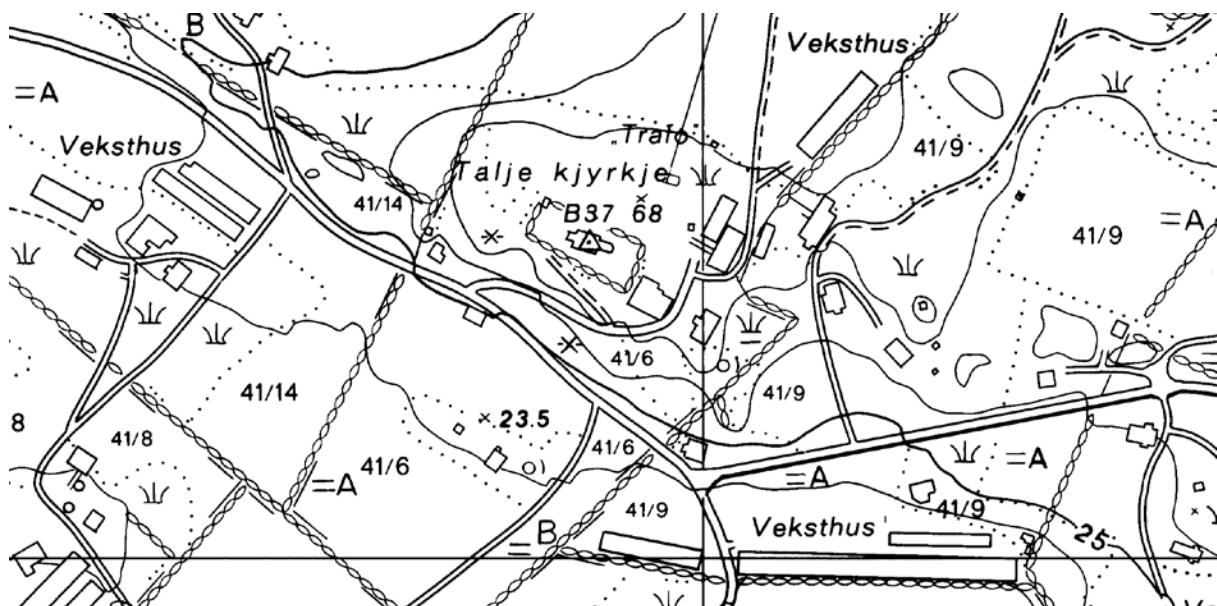 B
Veksthus
=A
Trafo
Veksthus
Talje kjyrkje
41/9
41/14
B37 68
=A
41/9
41/6
41/14
41/9
8
23.5
41/8
41/6
41/6
=A
=A
=A
41/9
Veksthus
41/9
=B
25